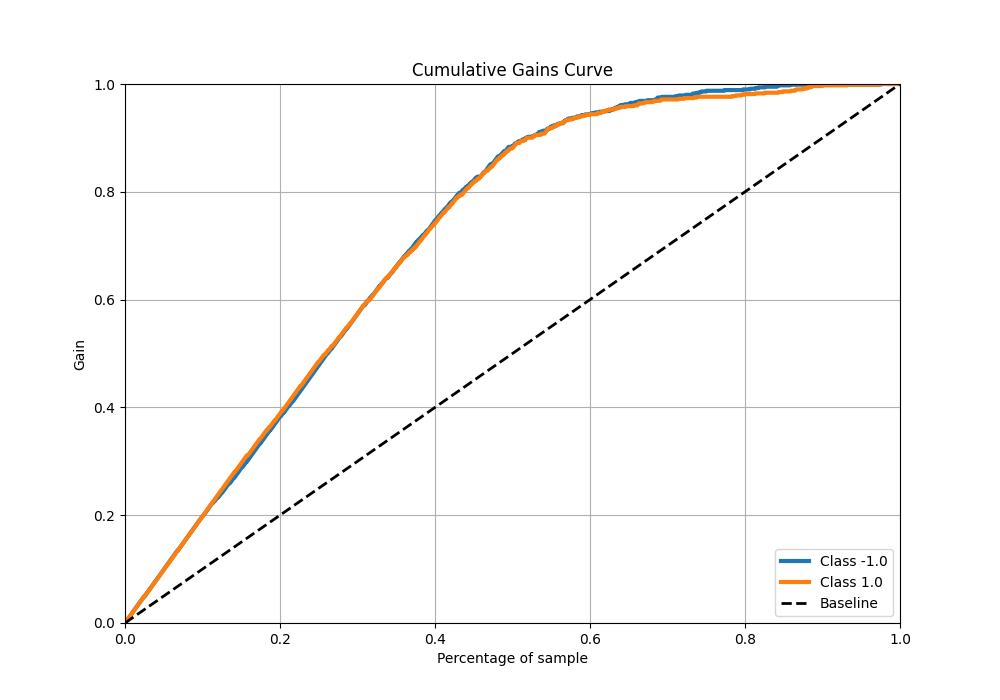 Cumulative Gains Curve
1.0
0.8
0.6
0.4
0.2
0.0
Gain
0.0 0.2 0.4 0.6 0.8 1.0
Percentage of sample
Class -1.0
Class 1.0
Baseline